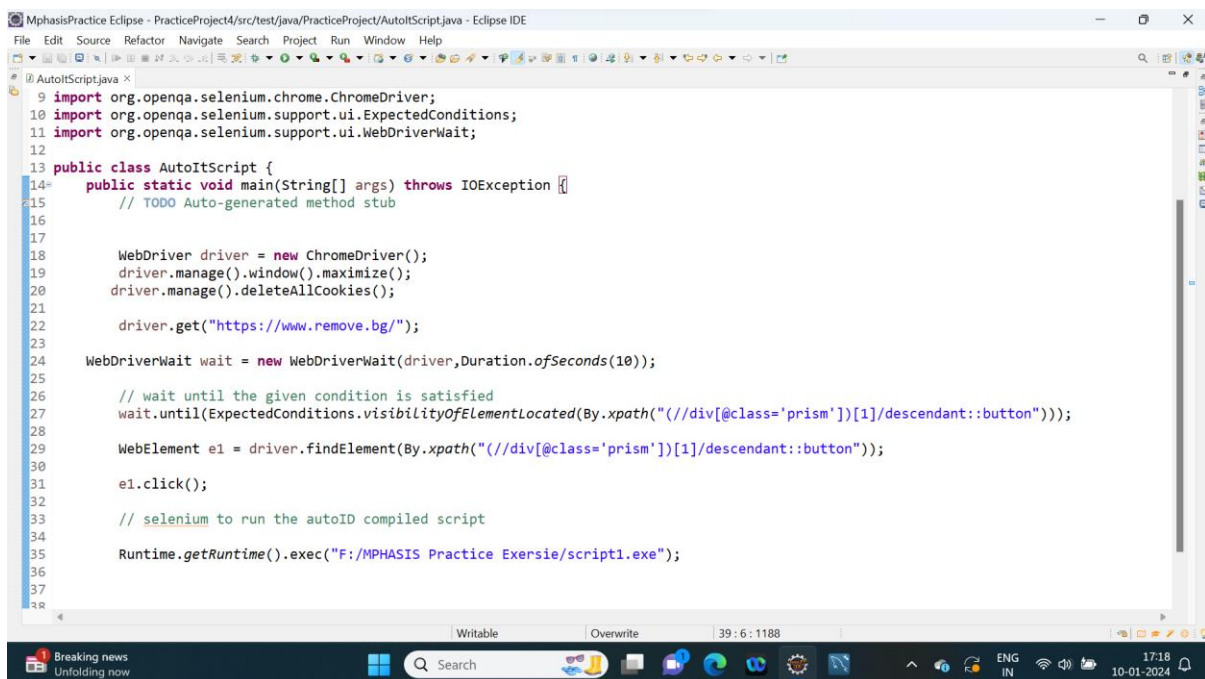 MphasisPractice Eclipse - PracticeProject4/src/test/java/PracticeProject/AutoItScript.java - Eclipse IDE
File Edit Source Refactor Navigate Search Project Run Window Help
AutoItScript.java ×
9 import org.openqa.selenium.chrome.ChromeDriver;
10 import org.openqa.selenium.support.ui.ExpectedConditions;
11 import org.openqa.selenium.support.ui.WebDriverWait;
12
13 public class AutoItScript {
14 public static void main(String[] args) throws IOException {
15 // TODO Auto-generated method stub
16
17
18 WebDriver driver = new ChromeDriver();
19 driver.manage().window().maximize();
20 driver.manage().deleteAllCookies();
21
22 driver.get("https://www.remove.bg/");
23
24 WebDriverWait wait = new WebDriverWait(driver,Duration.ofSeconds(10));
25
26 // wait until the given condition is satisfied
27 wait.until(ExpectedConditions.visibilityOfElementLocated(By.xpath("(//div[@class='prism'])[1]/descendant::button")));
28
29 WebElement e1 = driver.findElement(By.xpath("(//div[@class='prism'])[1]/descendant::button"));
30
31 e1.click();
32
33 // selenium to run the autoID compiled script
34
35 Runtime.getRuntime().exec("F:/MPHASIS Practice Exersie/script1.exe");
36
37
38
Writable Overwrite 39 : 6 : 1188
1 Breaking news
Unfolding now
Search
ENG
IN
17:18
10-01-2024